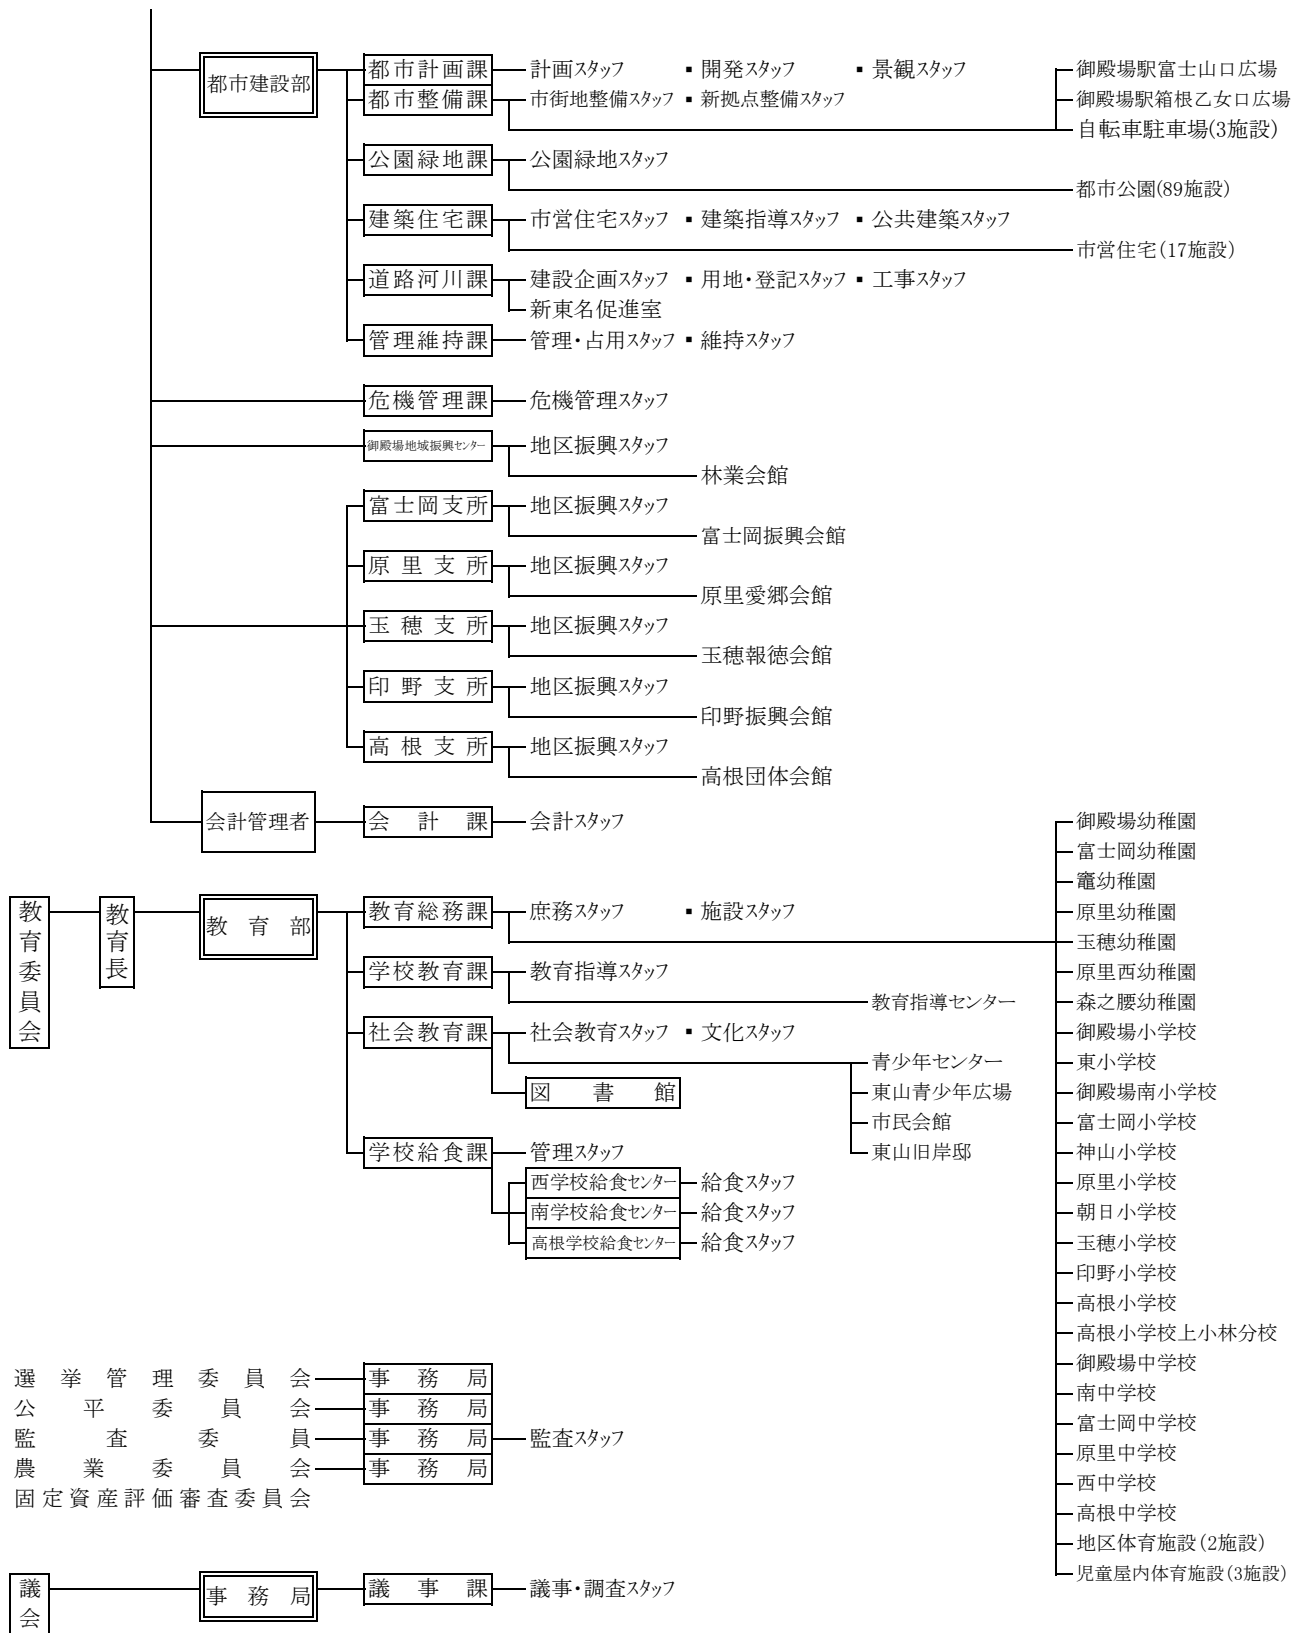 都市建設部 都市計画課 計画スタッフ ▪ 開発スタッフ ▪ 景観スタッフ 御殿場駅富士山口広場
都市整備課 市街地整備スタッフ ▪ 新拠点整備スタッフ 御殿場駅箱根乙女口広場
自転車駐車場(3施設)
公園緑地課 公園緑地スタッフ
都市公園(89施設)
建築住宅課 市営住宅スタッフ ▪ 建築指導スタッフ ▪ 公共建築スタッフ
市営住宅(17施設)
道路河川課 建設企画スタッフ ▪ 用地・登記スタッフ ▪ 工事スタッフ
新東名促進室
管理維持課 管理・占用スタッフ ▪ 維持スタッフ
危機管理課 危機管理スタッフ
御殿場地域振興センター 地区振興スタッフ
林業会館
富士岡支所 地区振興スタッフ
富士岡振興会館
原里支所 地区振興スタッフ
原里愛郷会館
玉穂支所 地区振興スタッフ
玉穂報徳会館
印野支所 地区振興スタッフ
印野振興会館
高根支所 地区振興スタッフ
高根団体会館
会計管理者 会計課 会計スタッフ 御殿場幼稚園
富士岡幼稚園
竈幼稚園
教育委員会 教育長 教育部 教育総務課 庶務スタッフ ▪ 施設スタッフ 原里幼稚園
玉穂幼稚園
学校教育課 教育指導スタッフ 原里西幼稚園
教育指導センター 森之腰幼稚園
社会教育課 社会教育スタッフ ▪ 文化スタッフ 御殿場小学校
青少年センター 東小学校
図書館 東山青少年広場 御殿場南小学校
市民会館 富士岡小学校
学校給食課 管理スタッフ 東山旧岸邸 神山小学校
西学校給食センター 給食スタッフ 原里小学校
南学校給食センター 給食スタッフ 朝日小学校
高根学校給食センター 給食スタッフ 玉穂小学校
印野小学校
高根小学校
高根小学校上小林分校
選挙管理委員会 事務局 御殿場中学校
公平委員会 事務局 南中学校
監査委員 事務局 監査スタッフ 富士岡中学校
農業委員会 事務局 原里中学校
固定資産評価審査委員会 西中学校
高根中学校
地区体育施設(2施設)
児童屋内体育施設(3施設)
議会 事務局 議事課 議事・調査スタッフ